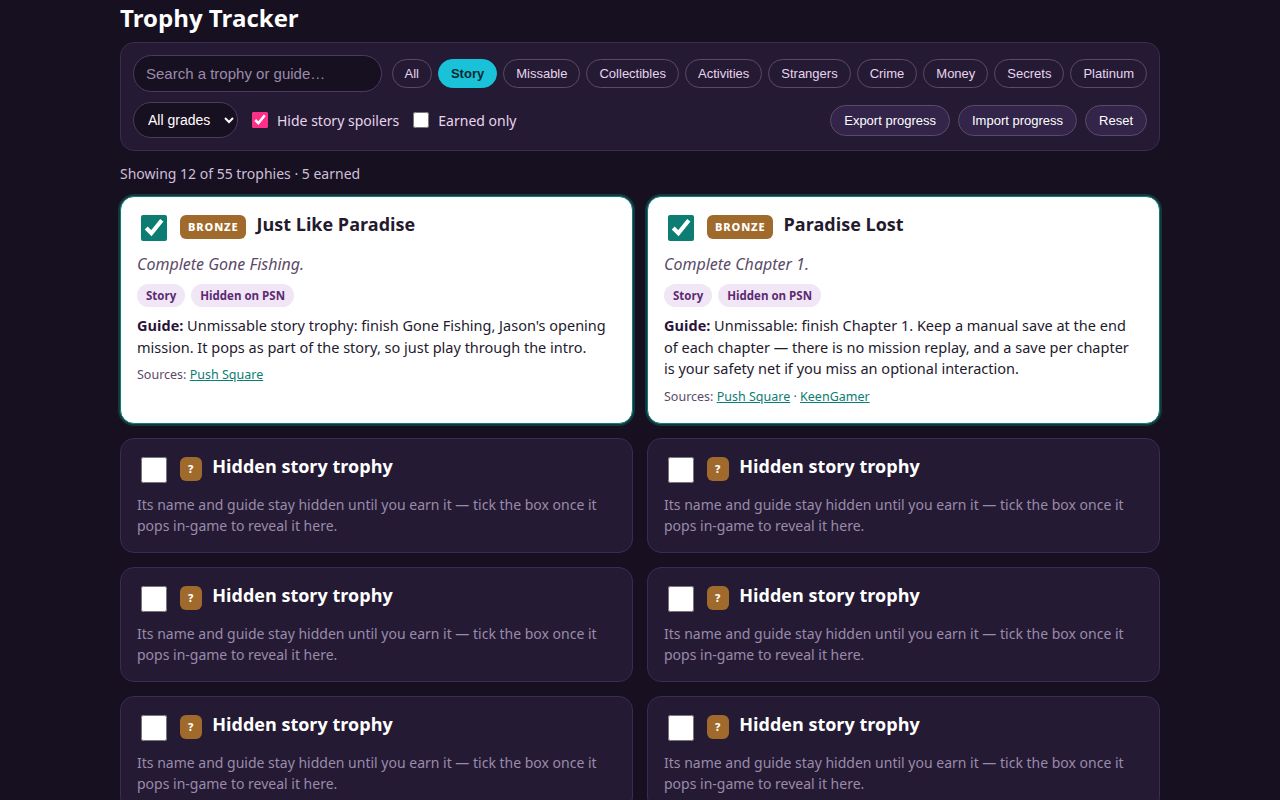 Trophy Tracker
Search a trophy or guide…
All
Story
Missable
Collectibles
Activities
Strangers
Crime
Money
Secrets
Platinum
All grades
Hide story spoilers
Earned only
Export progress
Import progress
Reset
Showing 12 of 55 trophies · 5 earned
BRONZE Just Like Paradise
Complete Gone Fishing.
Story
Hidden on PSN
Guide: Unmissable story trophy: finish Gone Fishing, Jason's opening
mission. It pops as part of the story, so just play through the intro.
Sources: Push Square
BRONZE Paradise Lost
Complete Chapter 1.
Story
Hidden on PSN
Guide: Unmissable: finish Chapter 1. Keep a manual save at the end
of each chapter — there is no mission replay, and a save per chapter
is your safety net if you miss an optional interaction.
Sources: Push Square · KeenGamer
? Hidden story trophy
Its name and guide stay hidden until you earn it — tick the box once it
pops in-game to reveal it here.
? Hidden story trophy
Its name and guide stay hidden until you earn it — tick the box once it
pops in-game to reveal it here.
? Hidden story trophy
Its name and guide stay hidden until you earn it — tick the box once it
pops in-game to reveal it here.
? Hidden story trophy
Its name and guide stay hidden until you earn it — tick the box once it
pops in-game to reveal it here.
? Hidden story trophy
Its name and guide stay hidden until you earn it — tick the box once it
pops in-game to reveal it here.
? Hidden story trophy
Its name and guide stay hidden until you earn it — tick the box once it
pops in-game to reveal it here.